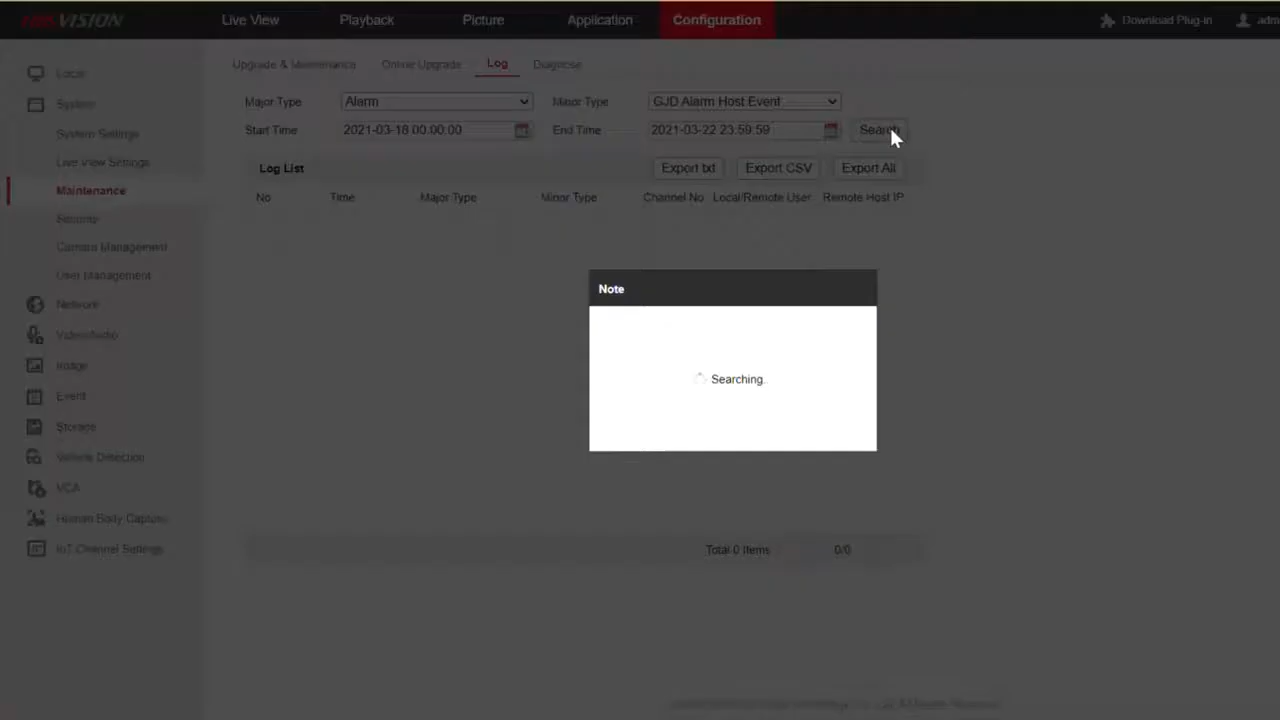 HIKVISION Live View Playback Picture Application Configuration Download Plug-in adm
Local
Upgrade & Maintenance Online Upgrade Log Diagnose
System
Major Type Alarm Minor Type GJD Alarm Host Event
Start Time 2021-03-18 00:00:00 End Time 2021-03-22 23:59:59 Search
System Settings
Live View Settings
Log List Export txt Export CSV Export All
Maintenance
No Time Major Type Minor Type Channel No Local/Remote User Remote Host IP
Security
Camera Management
User Management
Network
Video/Audio
Image
Event
Storage
Vehicle Detection
VCA
Human Body Capture
IoT Channel Settings
Note
Searching.
Total 0 Items 0/0